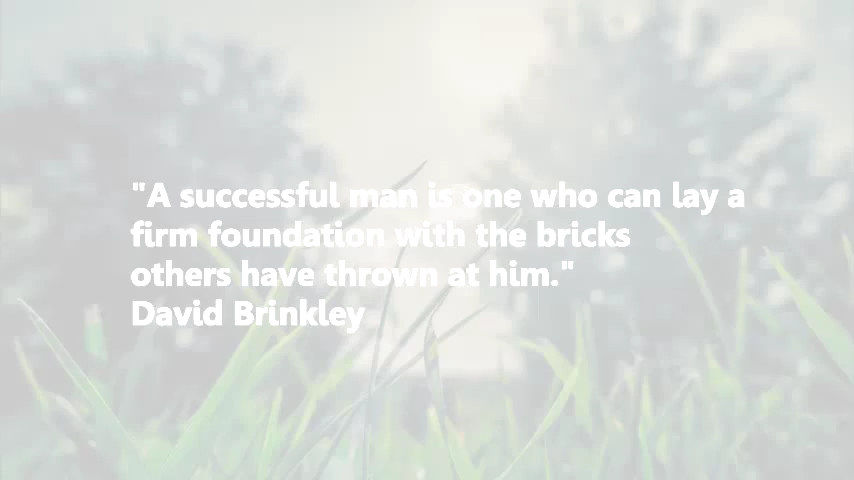 "A successful man is one who can lay a
firm foundation with the bricks
others have thrown at him."
David Brinkley